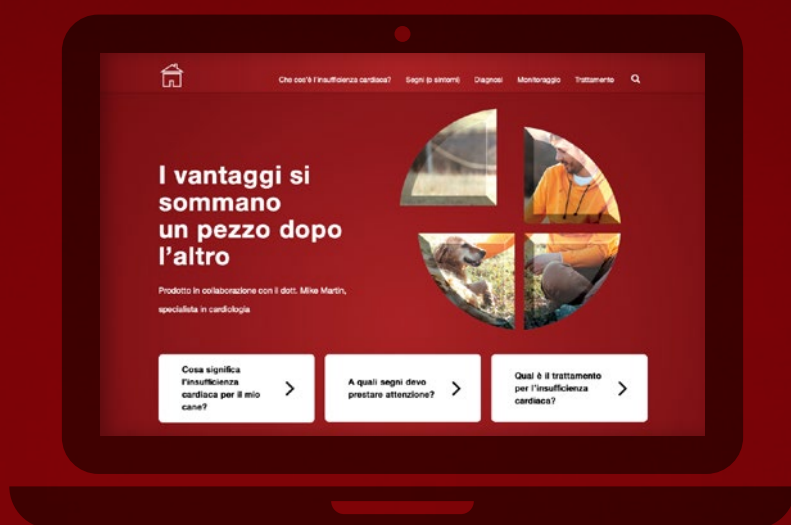 Che cos'è l'insufficienza cardiaca? Segni (o sintomi) Diagnosi Monitoraggio Trattamento
I vantaggi si
sommano
un pezzo dopo
l'altro
Prodotto in collaborazione con il dott. Mike Martin,
specialista in cardiologia
Cosa significa
l'insufficienza
cardiaca per il mio
cane?
A quali segni devo
prestare attenzione?
Qual è il trattamento
per l'insufficienza
cardiaca?